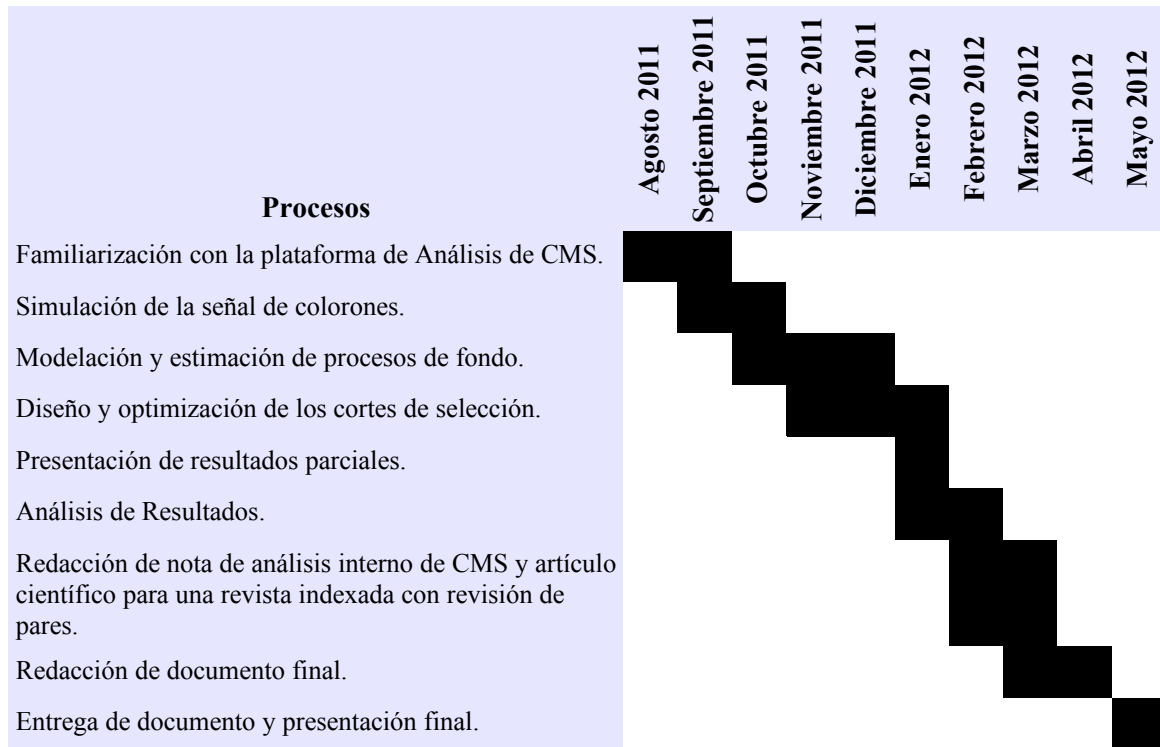 Agosto 2011
Septiembre 2011
Octubre 2011
Noviembre 2011
Diciembre 2011
Enero 2012
Febrero 2012
Marzo 2012
Abril 2012
Mayo 2012
Procesos
Familiarización con la plataforma de Análisis de CMS.
Simulación de la señal de colorones.
Modelación y estimación de procesos de fondo.
Diseño y optimización de los cortes de selección.
Presentación de resultados parciales.
Análisis de Resultados.
Redacción de nota de análisis interno de CMS y artículo
científico para una revista indexada con revisión de
pares.
Redacción de documento final.
Entrega de documento y presentación final.